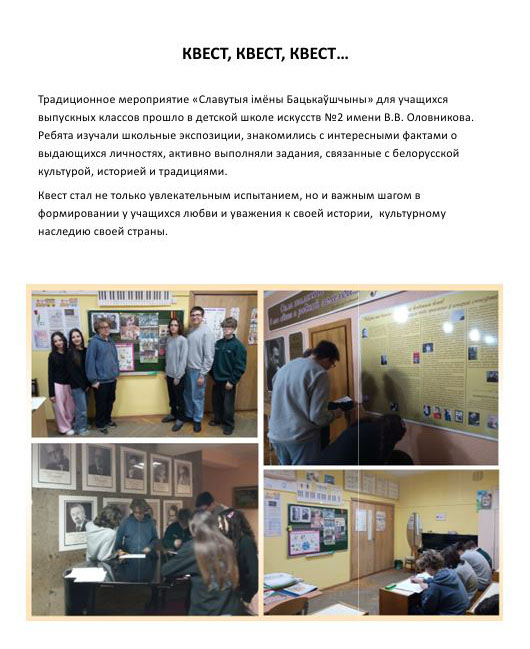 КВЕСТ, КВЕСТ, КВЕСТ…
Традиционное мероприятие «Славутыя імёны Бацькаўшчыны» для учащихся
выпускных классов прошло в детской школе искусств №2 имени В.В. Оловникова.
Ребята изучали школьные экспозиции, знакомились с интересными фактами о
выдающихся личностях, активно выполняли задания, связанные с белорусской
культурой, историей и традициями.
Квест стал не только увлекательным испытанием, но и важным шагом в
формировании у учащихся любви и уважения к своей истории,  культурному
наследию своей страны.